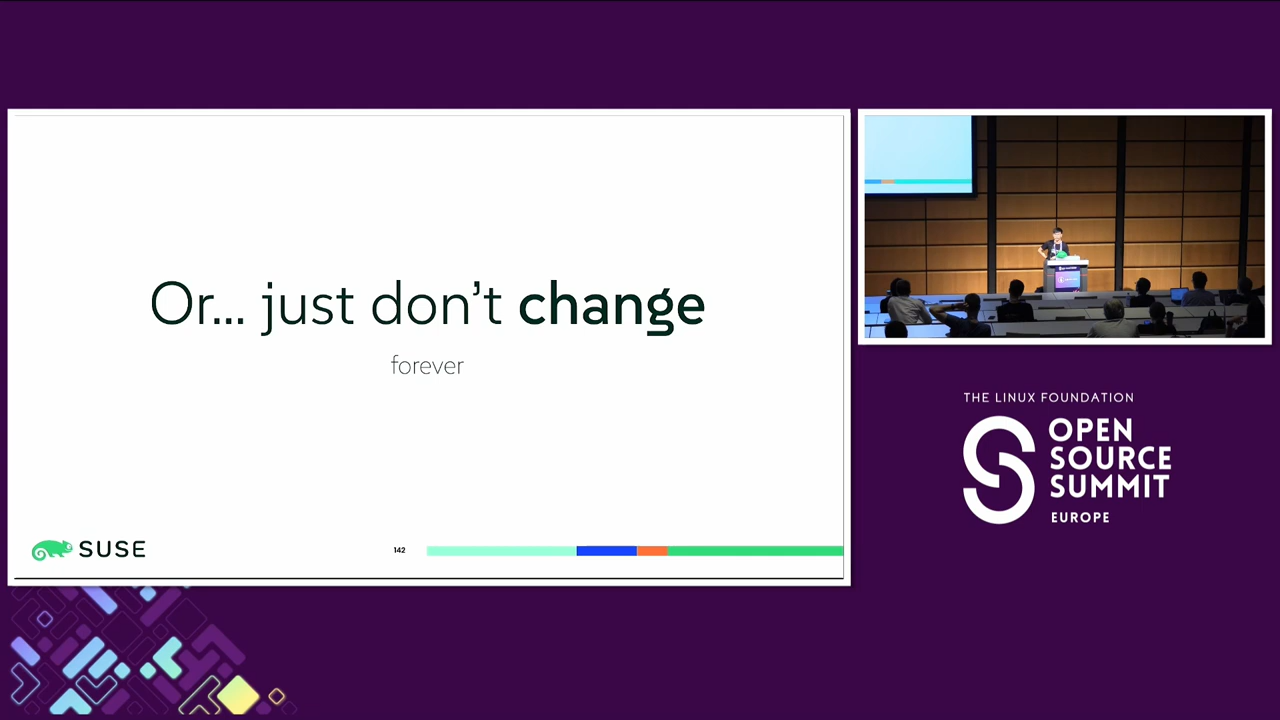 Or... just don't change
forever
SUSE
142
THE LINUX FOUNDATION
OPEN
SOURCE
SUMMIT
EUROPE